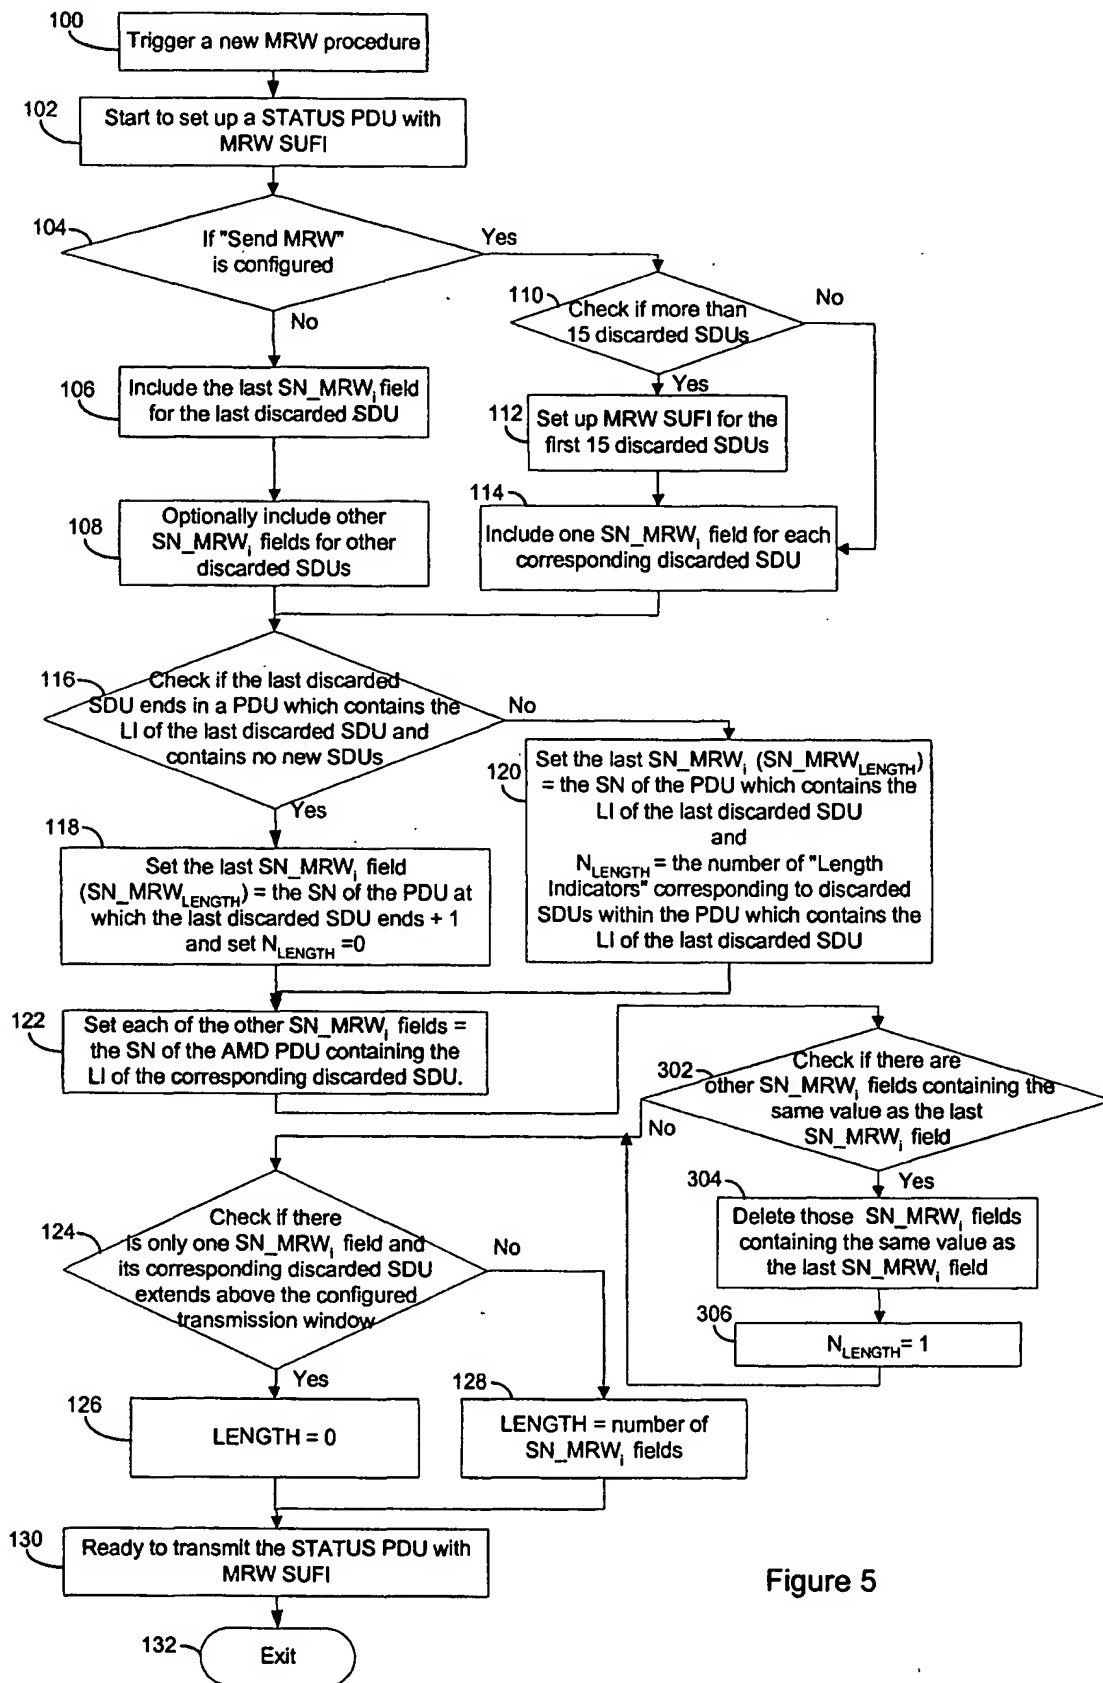 100
Trigger a new MRW procedure
102
Start to set up a STATUS PDU with
MRW SUFI
104
If "Send MRW"
is configured
Yes
No
110
Check if more than
15 discarded SDUs
No
Yes
106
Include the last SN_MRWi field
for the last discarded SDU
112
Set up MRW SUFI for the
first 15 discarded SDUs
108
Optionally include other
SN_MRWi fields for other
discarded SDUs
114
Include one SN_MRWi field for each
corresponding discarded SDU
116
Check if the last discarded
SDU ends in a PDU which contains the
LI of the last discarded SDU and
contains no new SDUs
No
Yes
120
Set the last SN_MRWi (SN_MRWLENGTH)
= the SN of the PDU which contains the
LI of the last discarded SDU
and
NLENGTH = the number of "Length
Indicators" corresponding to discarded
SDUs within the PDU which contains the
LI of the last discarded SDU
118
Set the last SN_MRWi field
(SN_MRWLENGTH) = the SN of the PDU at
which the last discarded SDU ends + 1
and set NLENGTH =0
122
Set each of the other SN_MRWi fields =
the SN of the AMD PDU containing the
LI of the corresponding discarded SDU.
302
Check if there are
other SN_MRWi fields containing the
same value as the last
SN_MRWi field
No
Yes
304
Delete those SN_MRWi fields
containing the same value as
the last SN_MRWi field
306
NLENGTH= 1
124
Check if there
is only one SN_MRWi field and
its corresponding discarded SDU
extends above the configured
transmission window
No
Yes
126
LENGTH = 0
128
LENGTH = number of
SN_MRWi fields
130
Ready to transmit the STATUS PDU with
MRW SUFI
132
Exit
Figure 5